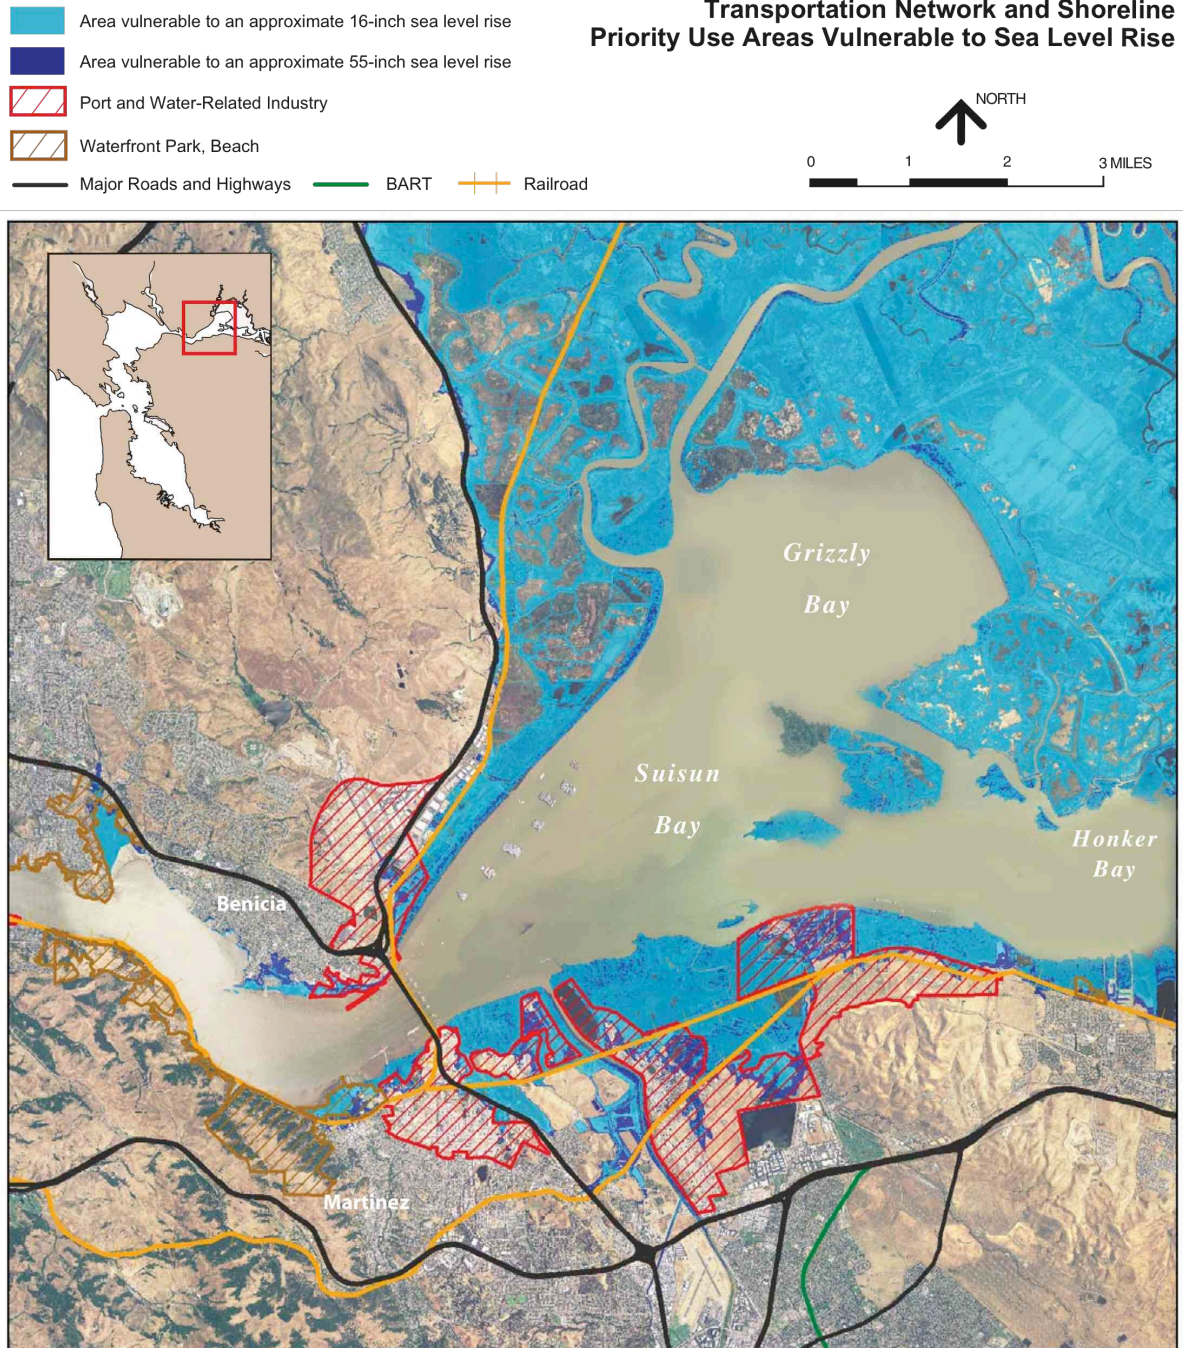 Area vulnerable to an approximate 16-inch sea level rise
Area vulnerable to an approximate 55-inch sea level rise
Port and Water-Related Industry
Waterfront Park, Beach
Major Roads and Highways
BART
Railroad
Transportation Network and Shoreline
Priority Use Areas Vulnerable to Sea Level Rise
NORTH
0 1 2 3 MILES
Grizzly
Bay
Suisun
Bay
Honker
Bay
Benicia
Martinez